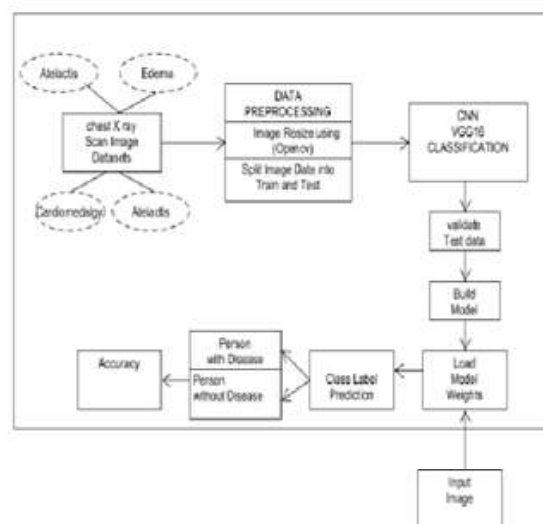 Atelactis
Edema
chest X ray
Scan Image
Datasets
Cardiomedalgyl
Atelactis
DATA
PREPROCESSING
Image Resize using
(Opencv)
Split Image Data into
Train and Test
CNN
VGG16
CLASSIFICATION
validate
Test data
Build
Model
Load
Model
Weights
Class Label
Prediction
Person
with Disease
Person
without Disease
Accuracy
Input
Image